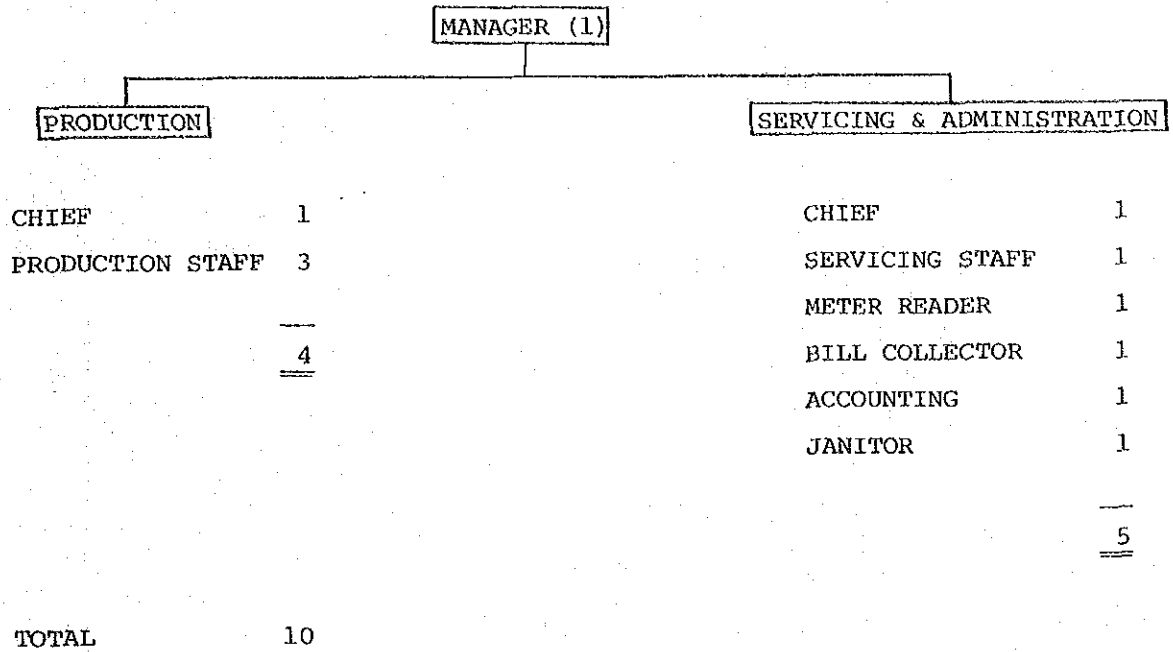 MANAGER (1)
PRODUCTION
SERVICING & ADMINISTRATION
CHIEF 1
PRODUCTION STAFF 3
4
CHIEF 1
SERVICING STAFF 1
METER READER 1
BILL COLLECTOR 1
ACCOUNTING 1
JANITOR 1
5
TOTAL 10